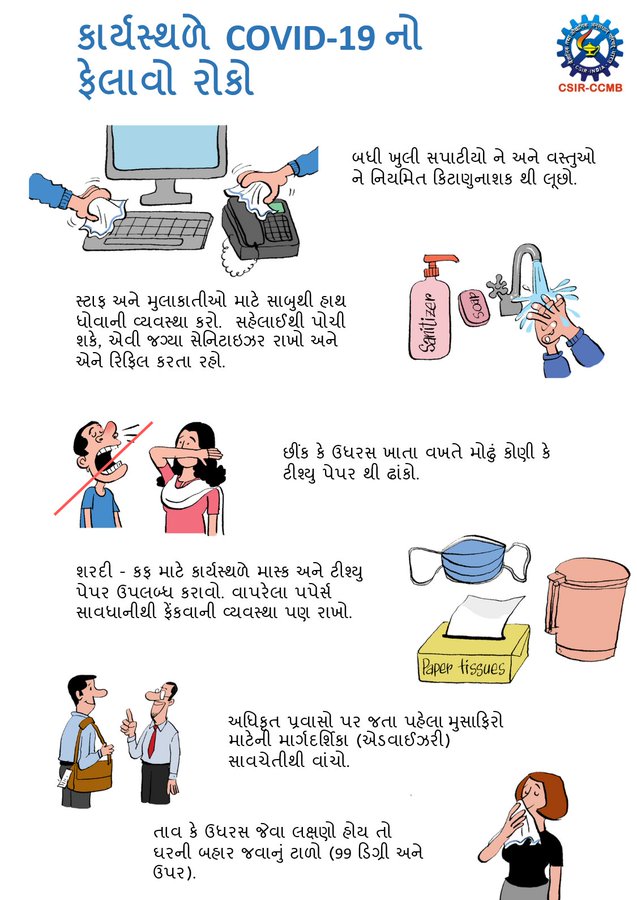 કાર્યસ્થળે COVID-19 નો
ફેલાવો રોકો
CSIR-INDIA
CSIR-CCMB
બધી ખુલી સપાટીયો ને અને વસ્તુઓ
ને નિયમિત કિટાણુનાશક થી લૂછો.
સ્ટાફ અને મુલાકાતીઓ માટે સાબુથી હાથ
ધોવાની વ્યવસ્થા કરો. સહેલાઈથી પોચી
શકે, એવી જગ્યા સેનિટાઇઝર રાખો અને
એને રિફિલ કરતા રહો.
Sanitizer
SOAP
છીંક કે ઉધરસ ખાતા વખતે મોઢું કોણી કે
ટીશ્યુ પેપર થી ઢાંકો.
શરદી - કફ માટે કાર્યસ્થળે માસ્ક અને ટીશ્યુ
પેપર ઉપલબ્ધ કરાવો. વાપરેલા પપેર્સ
સાવધાનીથી ફેંકવાની વ્યવસ્થા પણ રાખો.
Paper tissues
અધિકૃત પ્રવાસો પર જતા પહેલા મુસાફિરો
માટેની માર્ગદર્શિકા (એડવાઈઝરી)
સાવચેતીથી વાંચો.
તાવ કે ઉધરસ જેવા લક્ષણો હોય તો
ઘરની બહાર જવાનું ટાળો (99 ડિગ્રી અને
ઉપર).